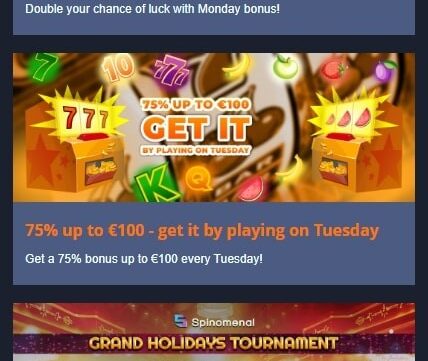 Double your chance of luck with Monday bonus!
7
10
777
75% UP TO €100
GET IT
BY PLAYING ON TUESDAY
777
K
Q
75% up to €100 - get it by playing on Tuesday
Get a 75% bonus up to €100 every Tuesday!
Spinomenal
GRAND HOLIDAYS TOURNAMENT